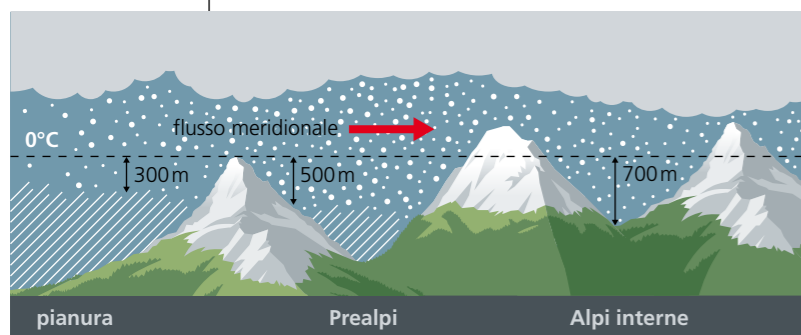 flusso meridionale
0°C
300 m
500 m
700 m
pianura
Prealpi
Alpi interne